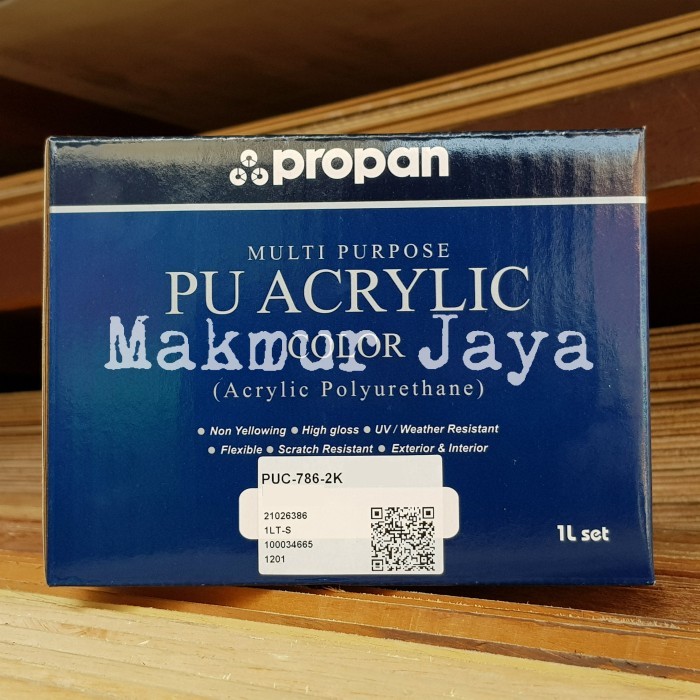 propan
MULTI PURPOSE
PU ACRYLIC
COLOR
Makmur Jaya
(Acrylic Polyurethane)
● Non Yellowing ● High gloss ● UV / Weather Resistant
● Flexible ● Scratch Resistant ● Exterior & Interior
PUC-786-2K
21026386
1LT-S
100034665
1201
1L set